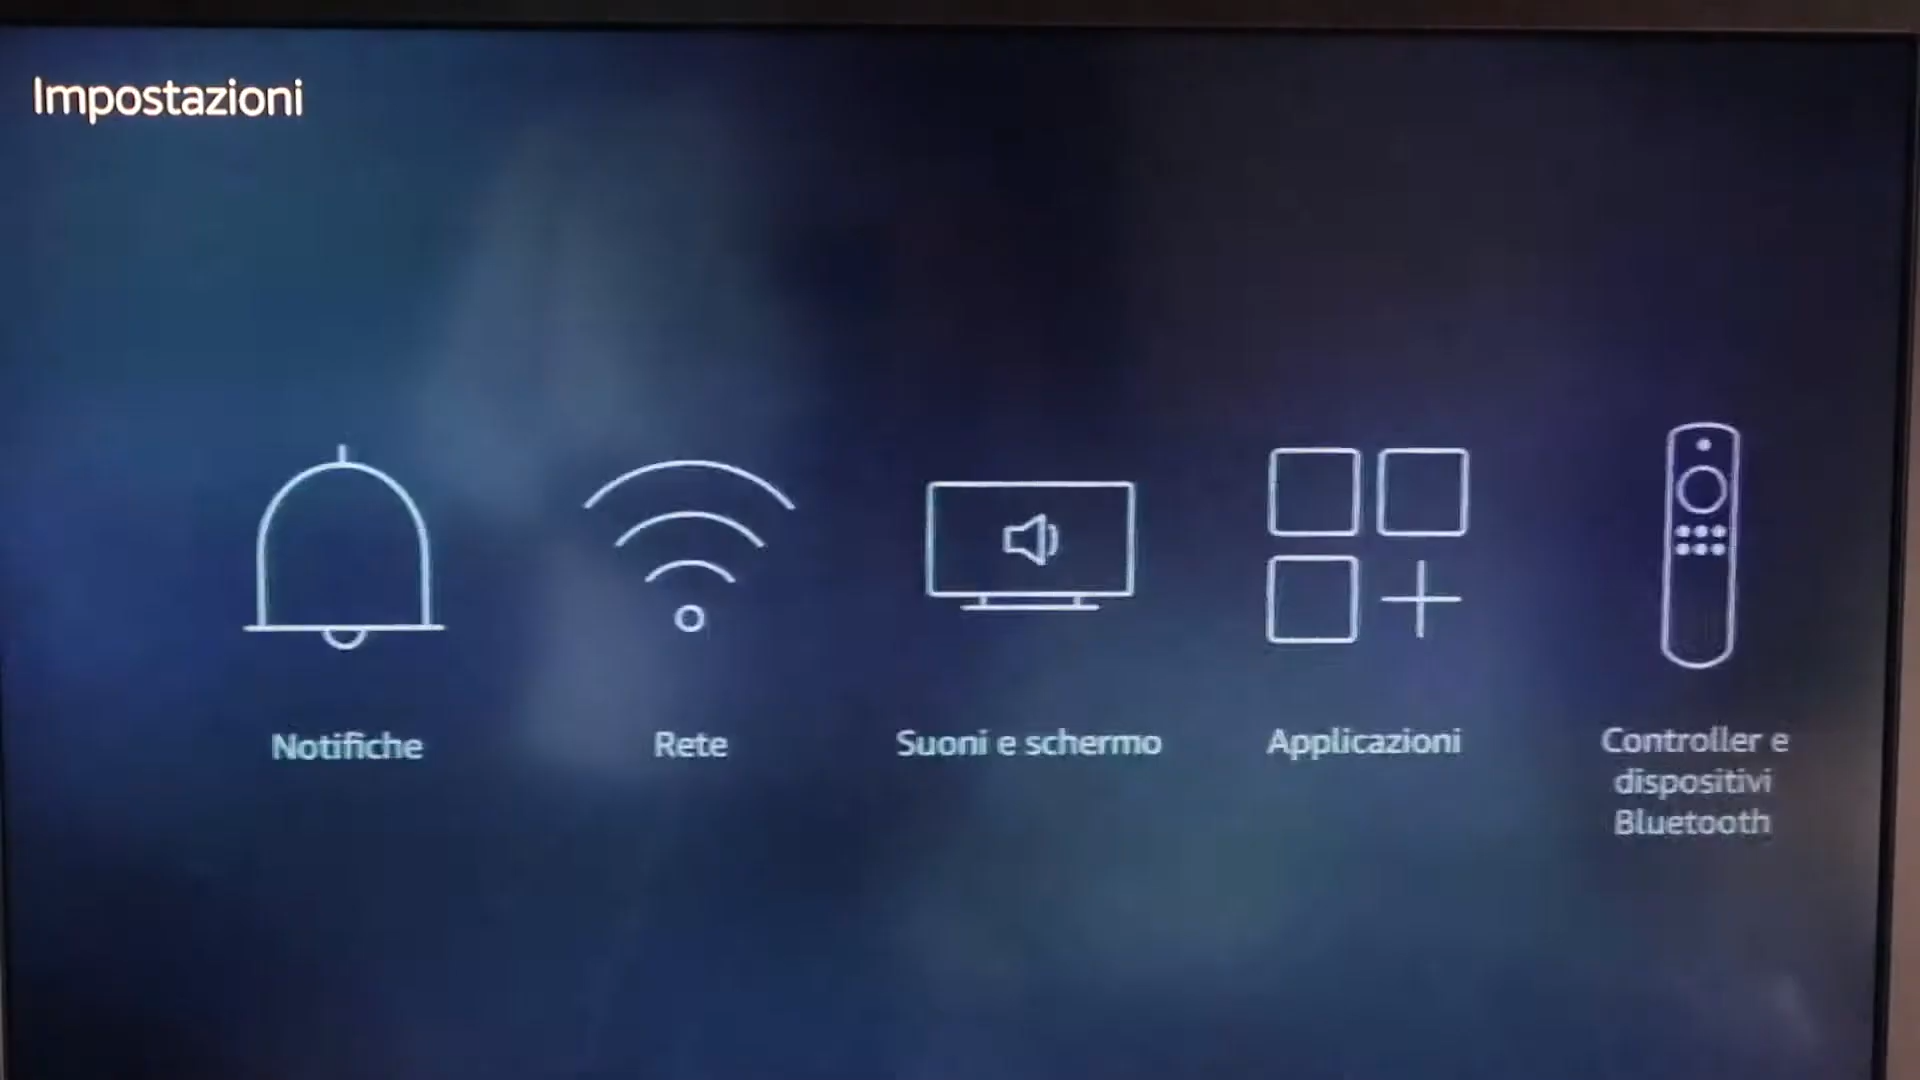 Impostazioni
Notifiche
Rete
Suoni e schermo
Applicazioni
Controller e
dispositivi
Bluetooth